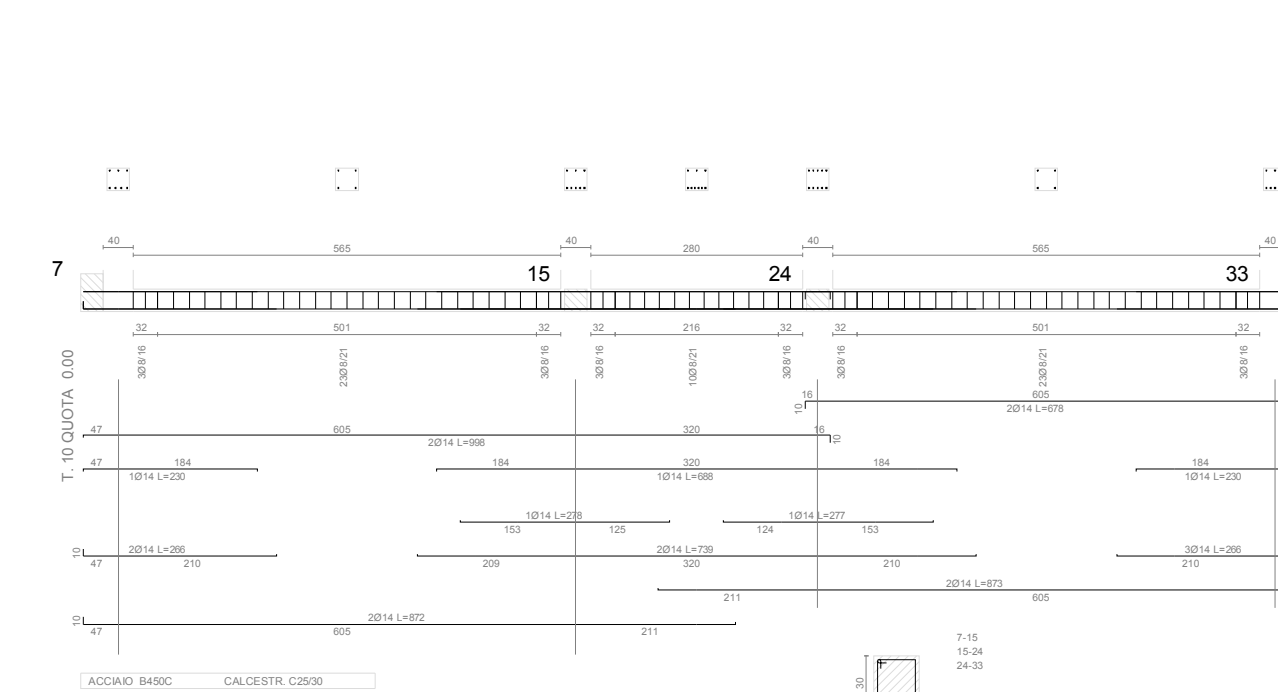 40 565 40 280 40 565 40
7 15 24 33
32 501 32 32 216 32 32 501 32
3Ø8/16 23Ø8/21 3Ø8/16 3Ø8/16 10Ø8/21 3Ø8/16 3Ø8/16 23Ø8/21 3Ø8/16
T. 10 QUOTA 0.00
16 605
10 2Ø14 L=678
47 605 320 16
2Ø14 L=998 10
47 184 184 320 184 184
1Ø14 L=230 1Ø14 L=688 1Ø14 L=230
1Ø14 L=278 1Ø14 L=277
153 125 124 153
10 2Ø14 L=266 2Ø14 L=739 3Ø14 L=266
47 210 209 320 210 210
2Ø14 L=873
211 605
10 2Ø14 L=872
47 605 211
7-15
15-24
24-33
30
ACCIAIO B450C CALCESTR. C25/30